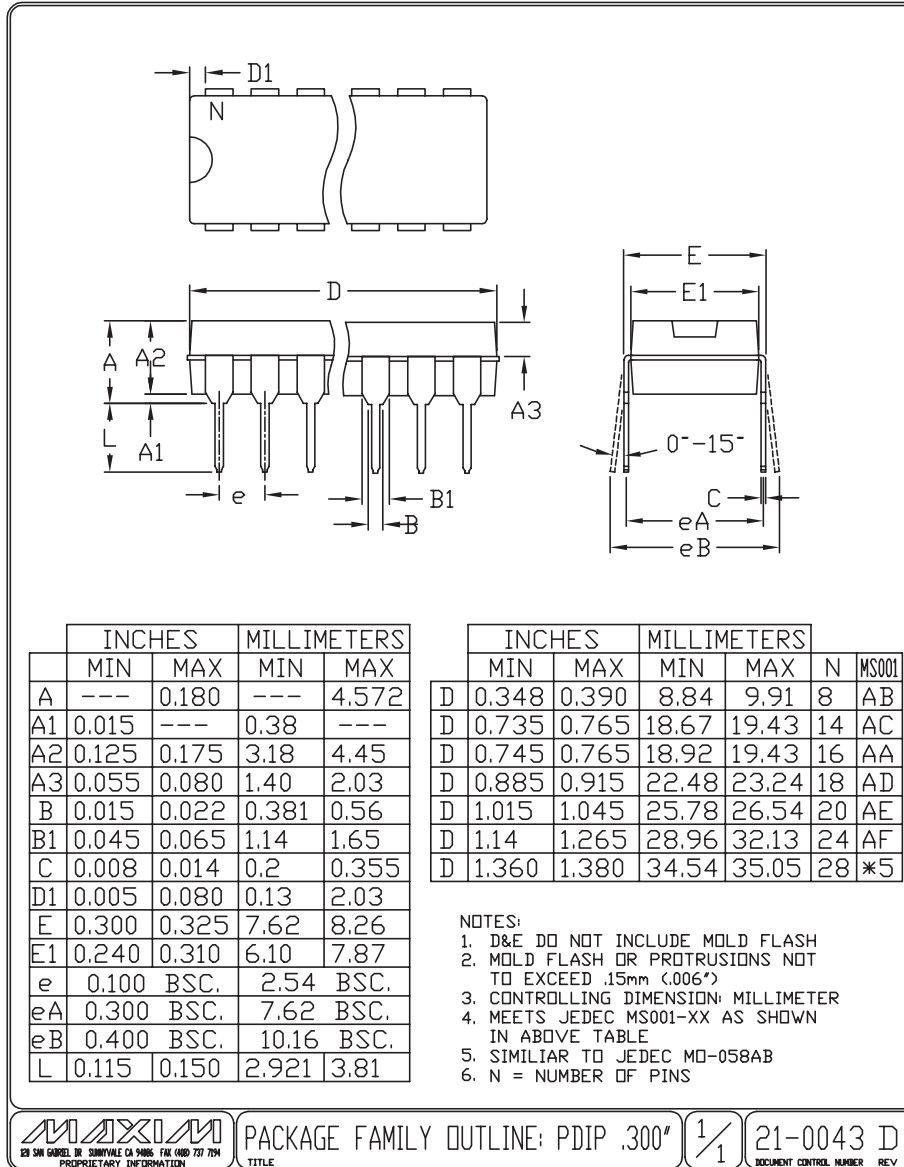 D1
N
D
E
E1
A
A2
A3
L
A1
0°-15°
e
B1
B
C
eA
eB
INCHES MILLIMETERS
MIN MAX MIN MAX
A --- 0.180 --- 4.572
A1 0.015 --- 0.38 ---
A2 0.125 0.175 3.18 4.45
A3 0.055 0.080 1.40 2.03
B 0.015 0.022 0.381 0.56
B1 0.045 0.065 1.14 1.65
C 0.008 0.014 0.2 0.355
D1 0.005 0.080 0.13 2.03
E 0.300 0.325 7.62 8.26
E1 0.240 0.310 6.10 7.87
e 0.100 BSC. 2.54 BSC.
eA 0.300 BSC. 7.62 BSC.
eB 0.400 BSC. 10.16 BSC.
L 0.115 0.150 2.921 3.81
INCHES MILLIMETERS
MIN MAX MIN MAX N MS001
D 0.348 0.390 8.84 9.91 8 AB
D 0.735 0.765 18.67 19.43 14 AC
D 0.745 0.765 18.92 19.43 16 AA
D 0.885 0.915 22.48 23.24 18 AD
D 1.015 1.045 25.78 26.54 20 AE
D 1.14 1.265 28.96 32.13 24 AF
D 1.360 1.380 34.54 35.05 28 *5
NOTES:
1. D&E DO NOT INCLUDE MOLD FLASH
2. MOLD FLASH OR PROTRUSIONS NOT
TO EXCEED .15mm (.006")
3. CONTROLLING DIMENSION: MILLIMETER
4. MEETS JEDEC MS001-XX AS SHOWN
IN ABOVE TABLE
5. SIMILIAR TO JEDEC MO-058AB
6. N = NUMBER OF PINS
MAXIM
120 SAN GABRIEL DR SUNNYVALE CA 94086 FAX (408) 737 7194
PROPRIETARY INFORMATION
PACKAGE FAMILY OUTLINE: PDIP .300"
TITLE
1/1
21-0043 D
DOCUMENT CONTROL NUMBER REV